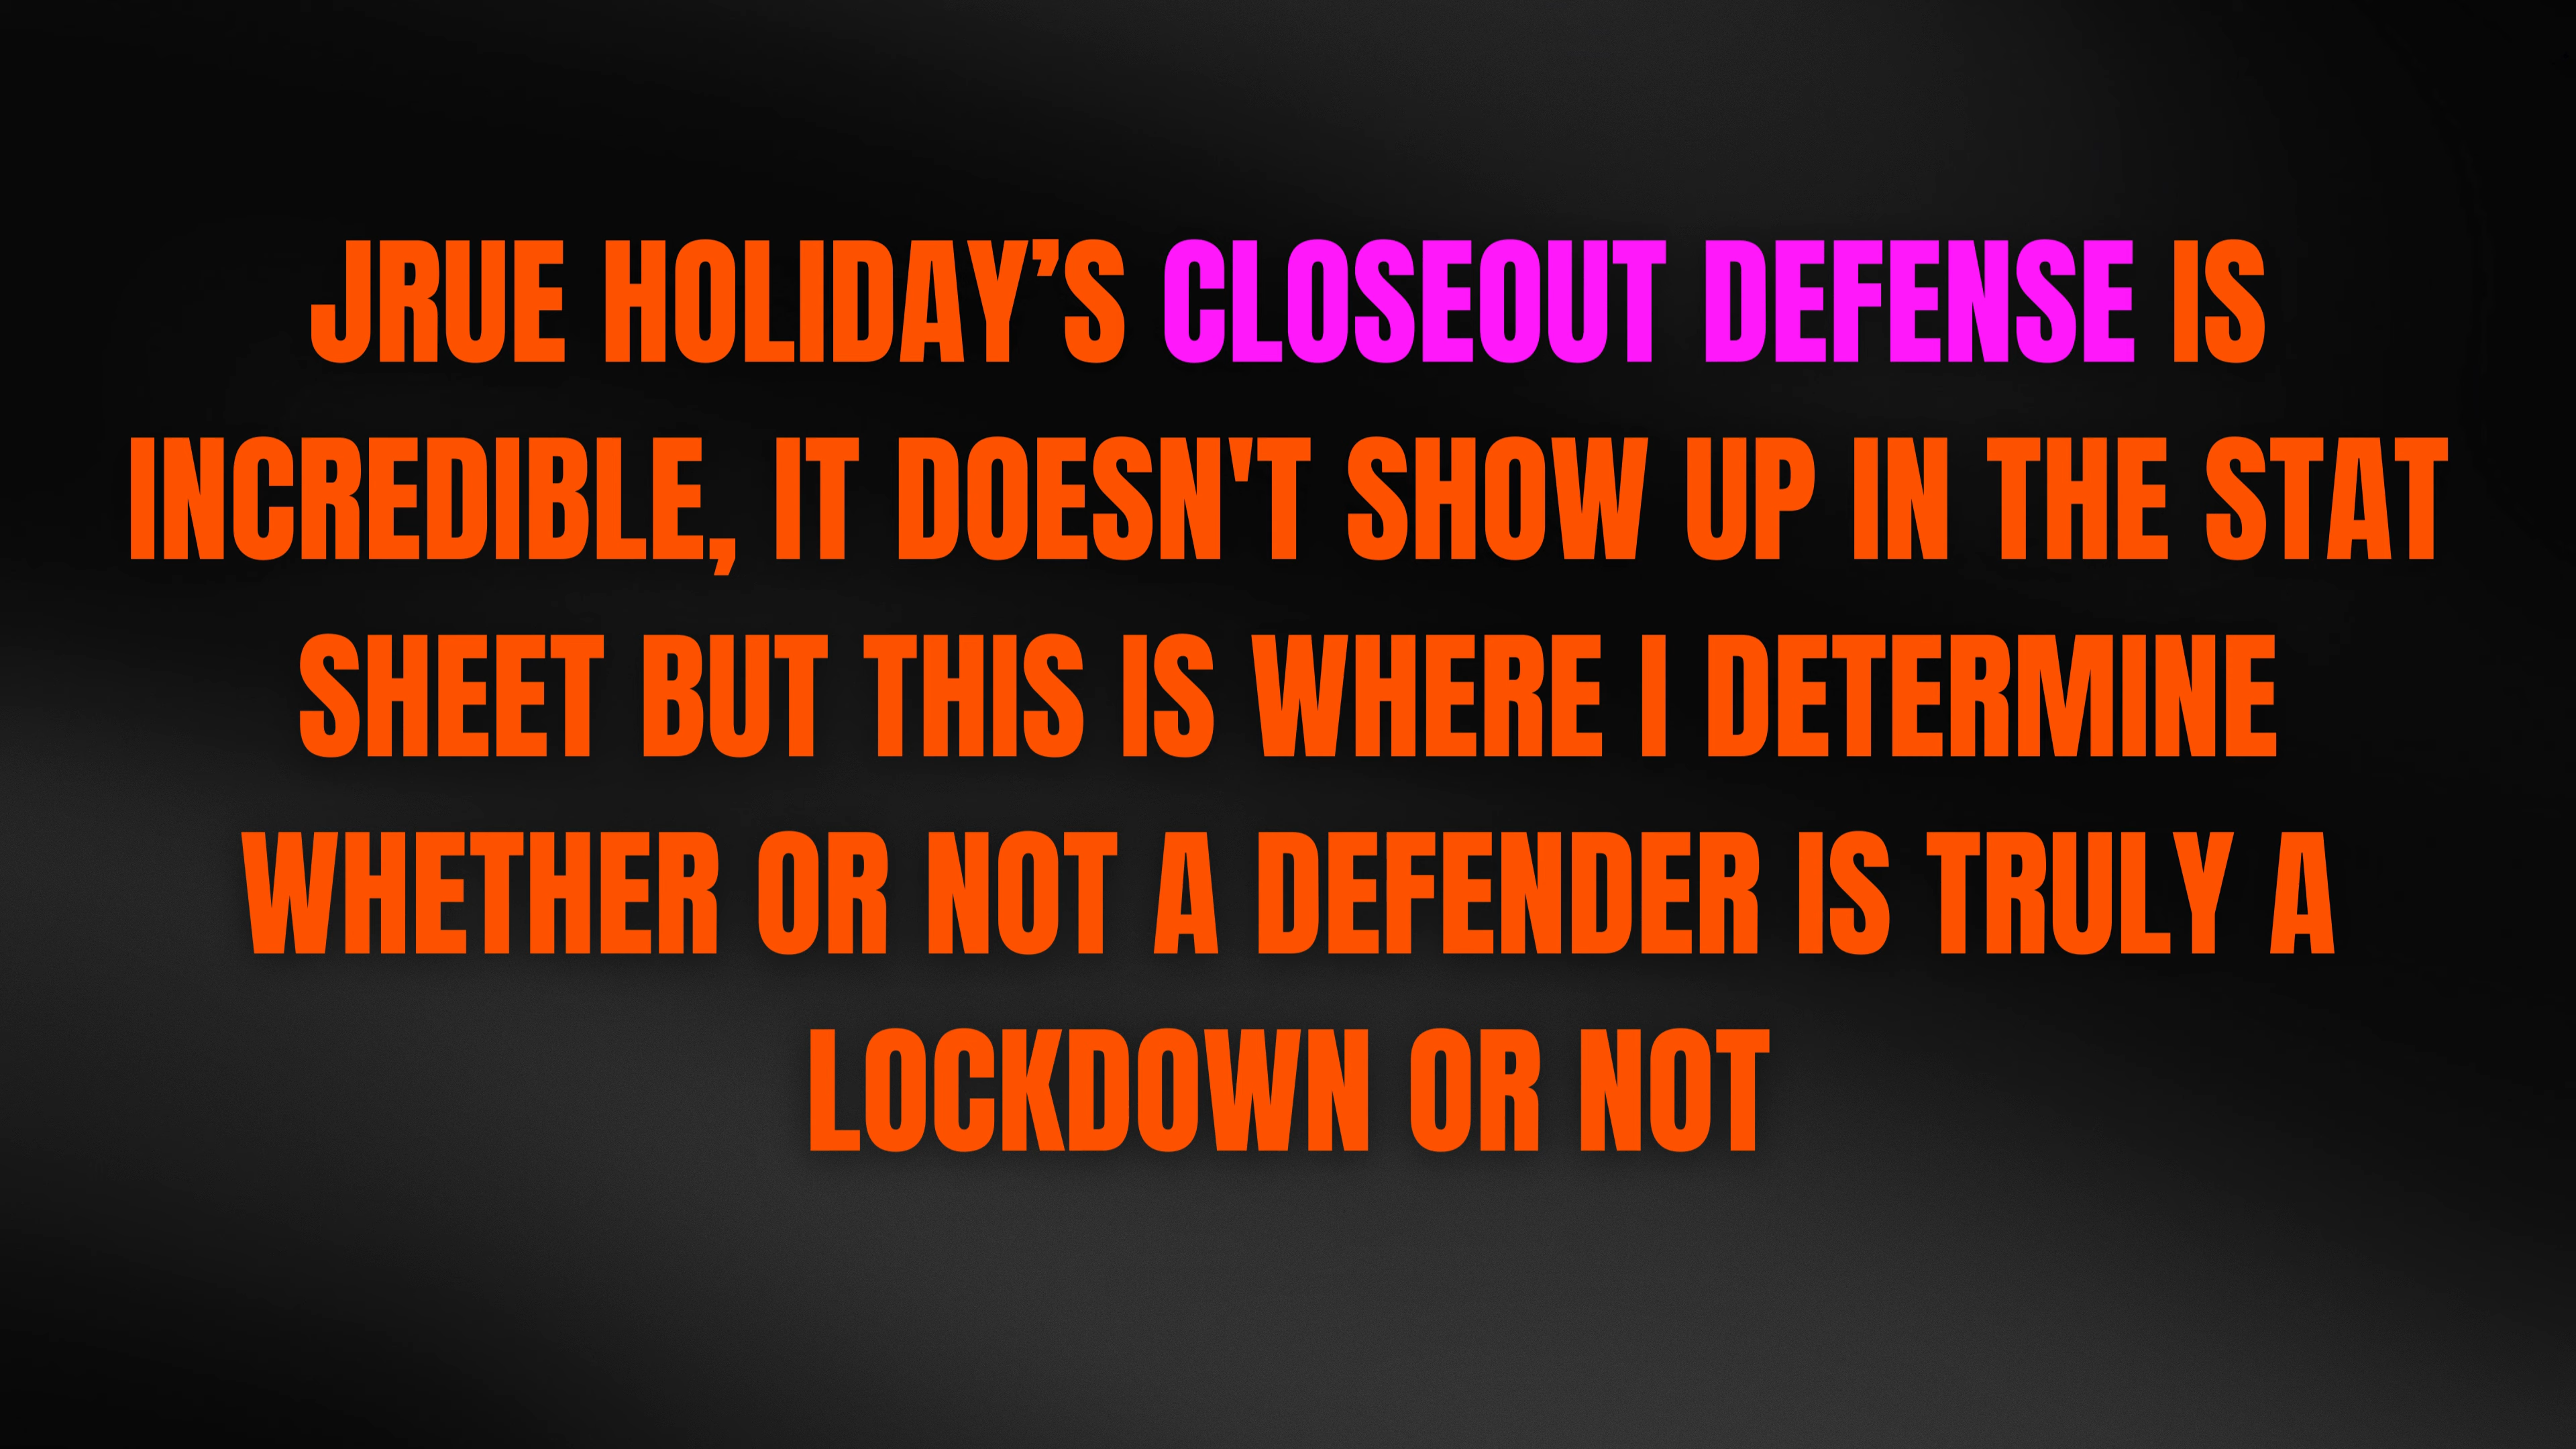 JRUE HOLIDAY’S CLOSEOUT DEFENSE IS
INCREDIBLE, IT DOESN'T SHOW UP IN THE STAT
SHEET BUT THIS IS WHERE I DETERMINE
WHETHER OR NOT A DEFENDER IS TRULY A
LOCKDOWN OR NOT